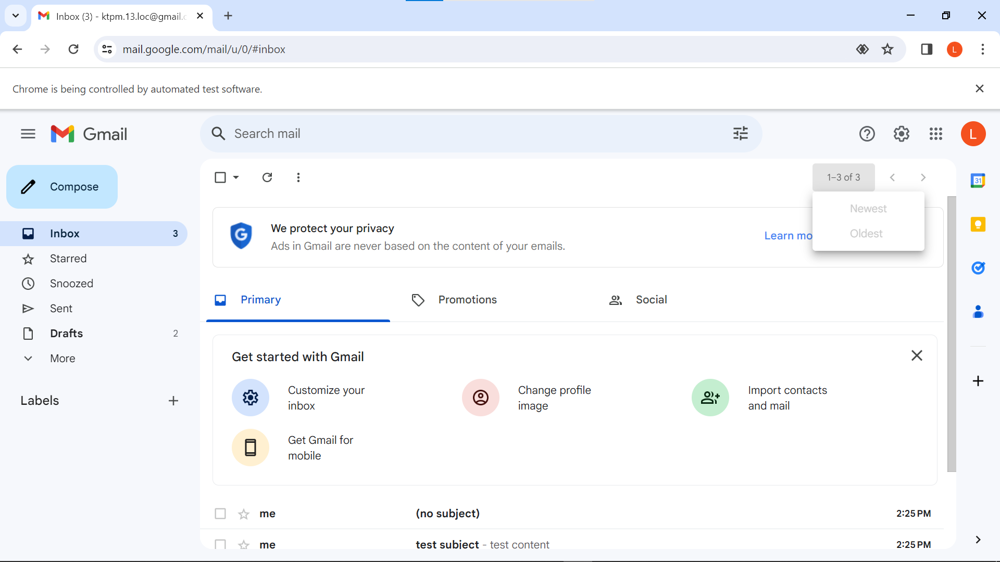 Inbox (3) - ktpm.13.loc@gmail.c
mail.google.com/mail/u/0/#inbox
L
Chrome is being controlled by automated test software.
Gmail
Search mail
L
Compose
1–3 of 3
Newest
Oldest
31
Inbox 3
Starred
Snoozed
Sent
Drafts 2
More
Labels
G
We protect your privacy
Ads in Gmail are never based on the content of your emails.
Learn mo
Primary
Promotions
Social
Get started with Gmail
Customize your
inbox
Change profile
image
Import contacts
and mail
Get Gmail for
mobile
me (no subject) 2:25 PM
me test subject - test content 2:25 PM